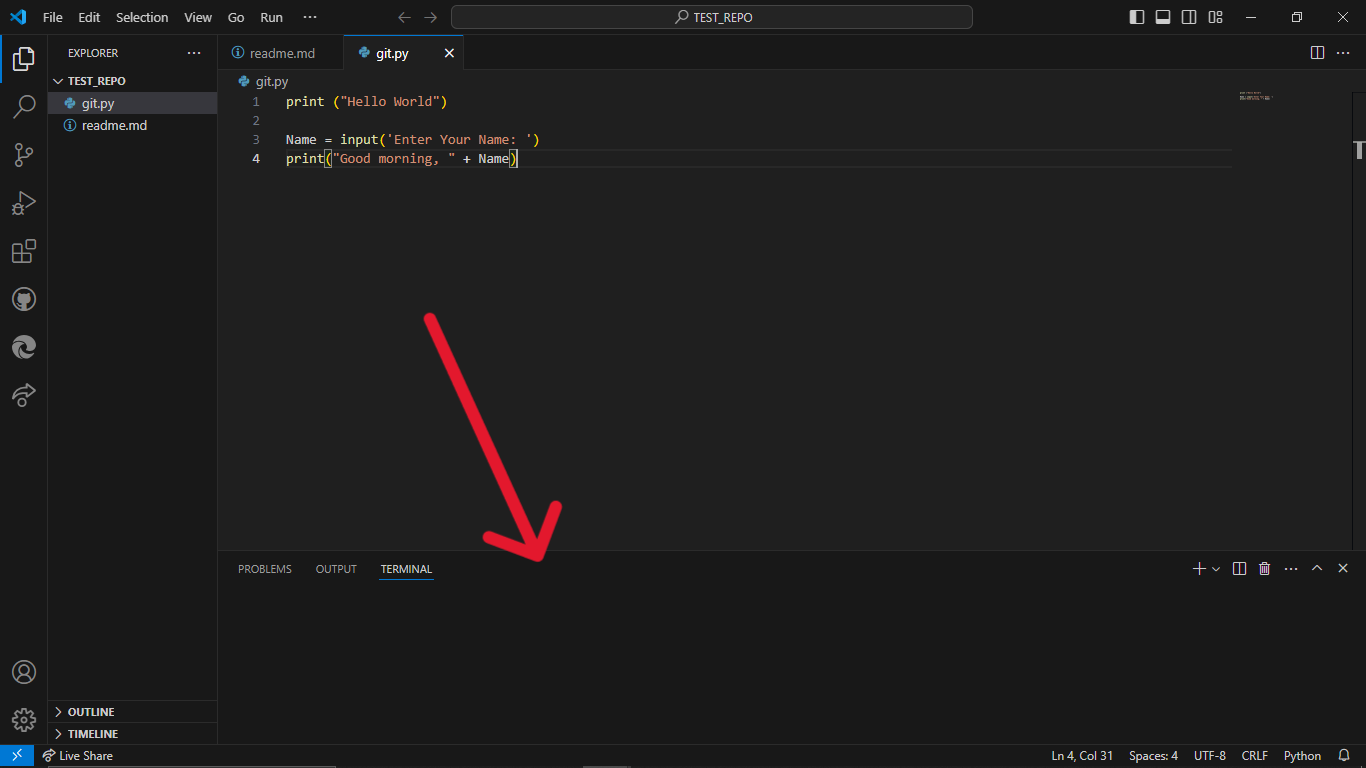 File Edit Selection View Go Run ···
TEST_REPO
EXPLORER ···
TEST_REPO
git.py
readme.md
OUTLINE
TIMELINE
readme.md git.py
git.py
1 print ("Hello World")
2
3 Name = input('Enter Your Name: ')
4 print("Good morning, " + Name)
PROBLEMS OUTPUT TERMINAL
Live Share Ln 4, Col 31 Spaces: 4 UTF-8 CRLF Python